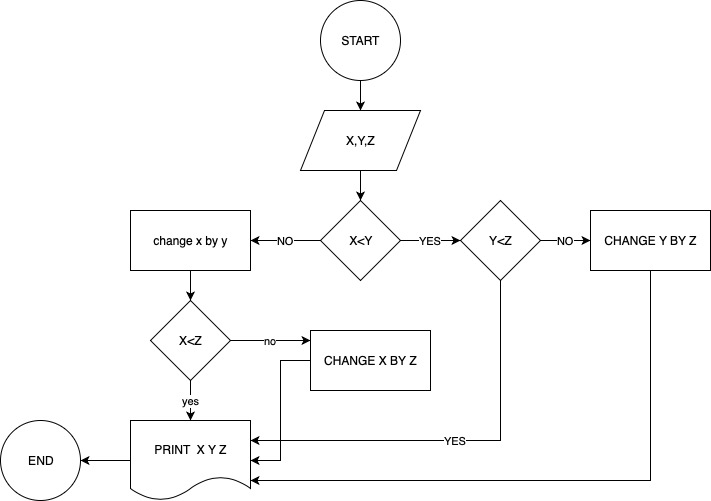 START
X,Y,Z
change x by y
NO
X<Y
YES
Y<Z
NO
CHANGE Y BY Z
X<Z
no
CHANGE X BY Z
yes
PRINT  X Y Z
YES
END